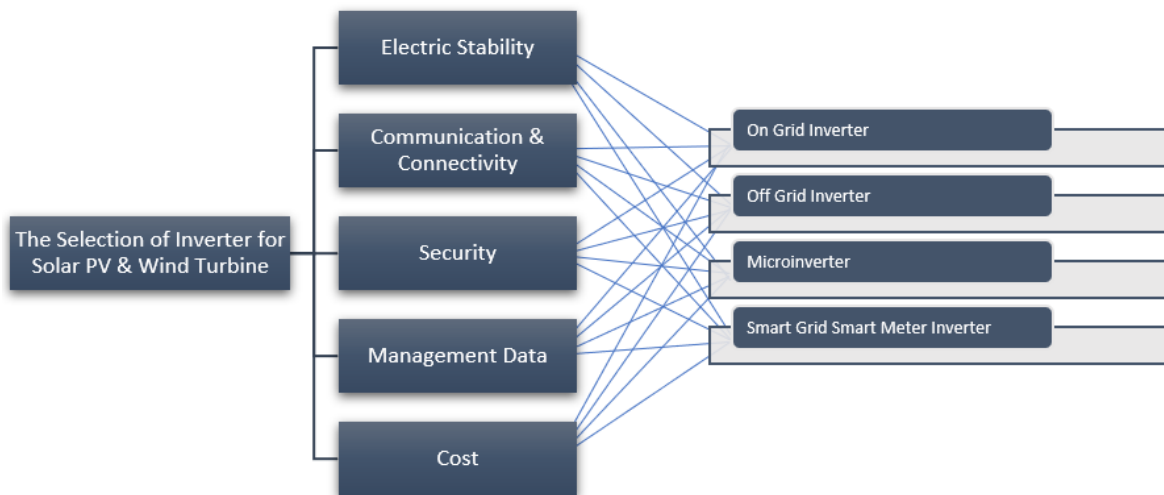 The Selection of Inverter for
Solar PV & Wind Turbine
Electric Stability
Communication &
Connectivity
Security
Management Data
Cost
On Grid Inverter
Off Grid Inverter
Microinverter
Smart Grid Smart Meter Inverter